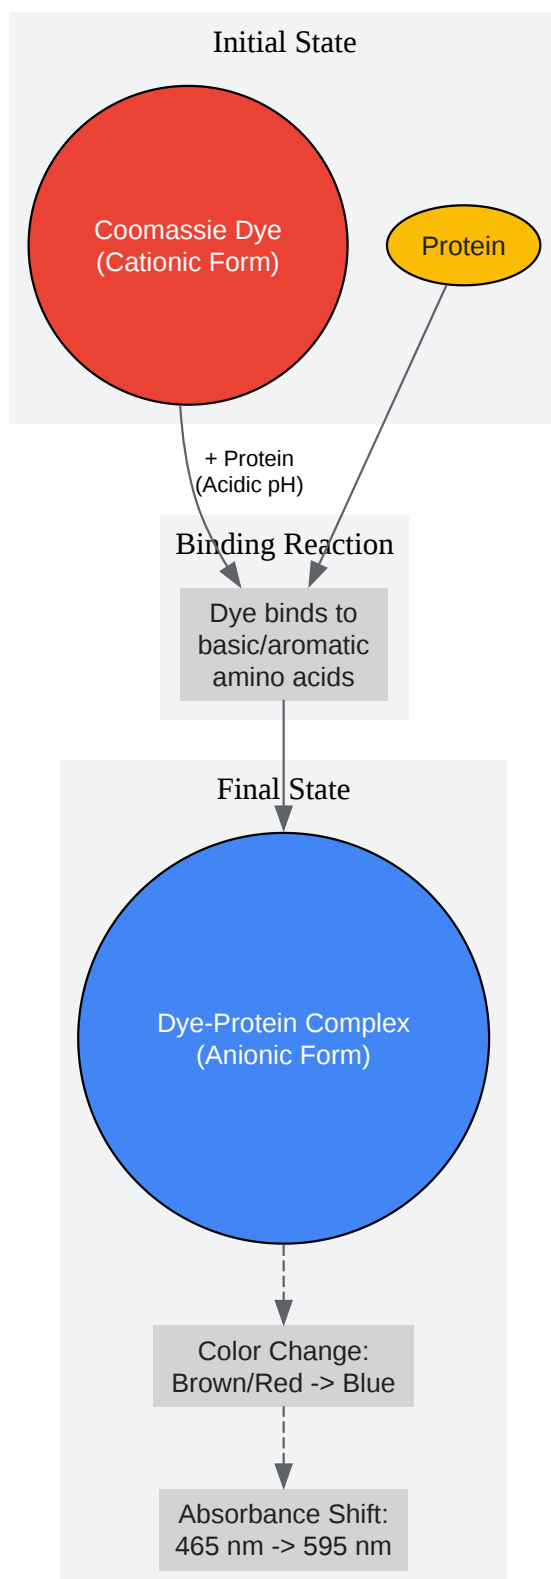 Initial State
Coomassie Dye
(Cationic Form)
Protein
+ Protein
(Acidic pH)
Binding Reaction
Dye binds to
basic/aromatic
amino acids
Final State
Dye-Protein Complex
(Anionic Form)
Color Change:
Brown/Red -> Blue
Absorbance Shift:
465 nm -> 595 nm